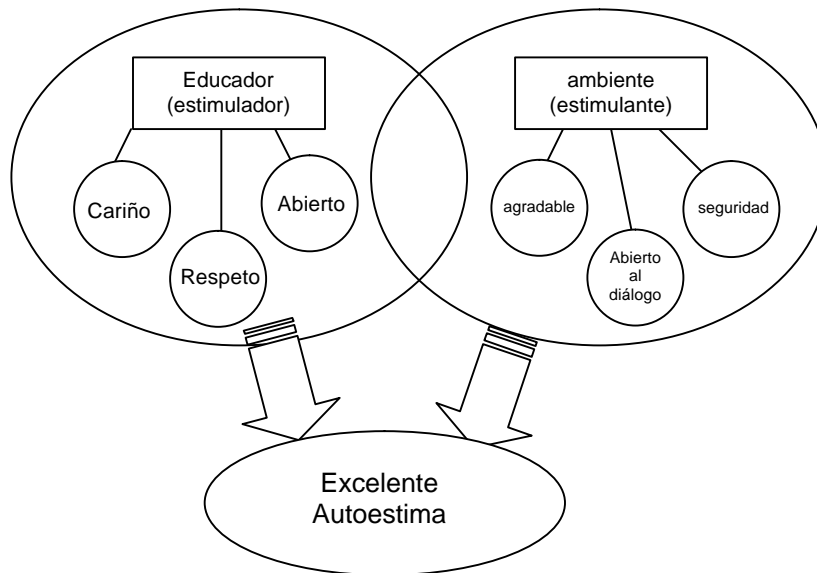 Educador
(estimulador)
Cariño
Respeto
Abierto
ambiente
(estimulante)
agradable
Abierto
al
diálogo
seguridad
Excelente
Autoestima